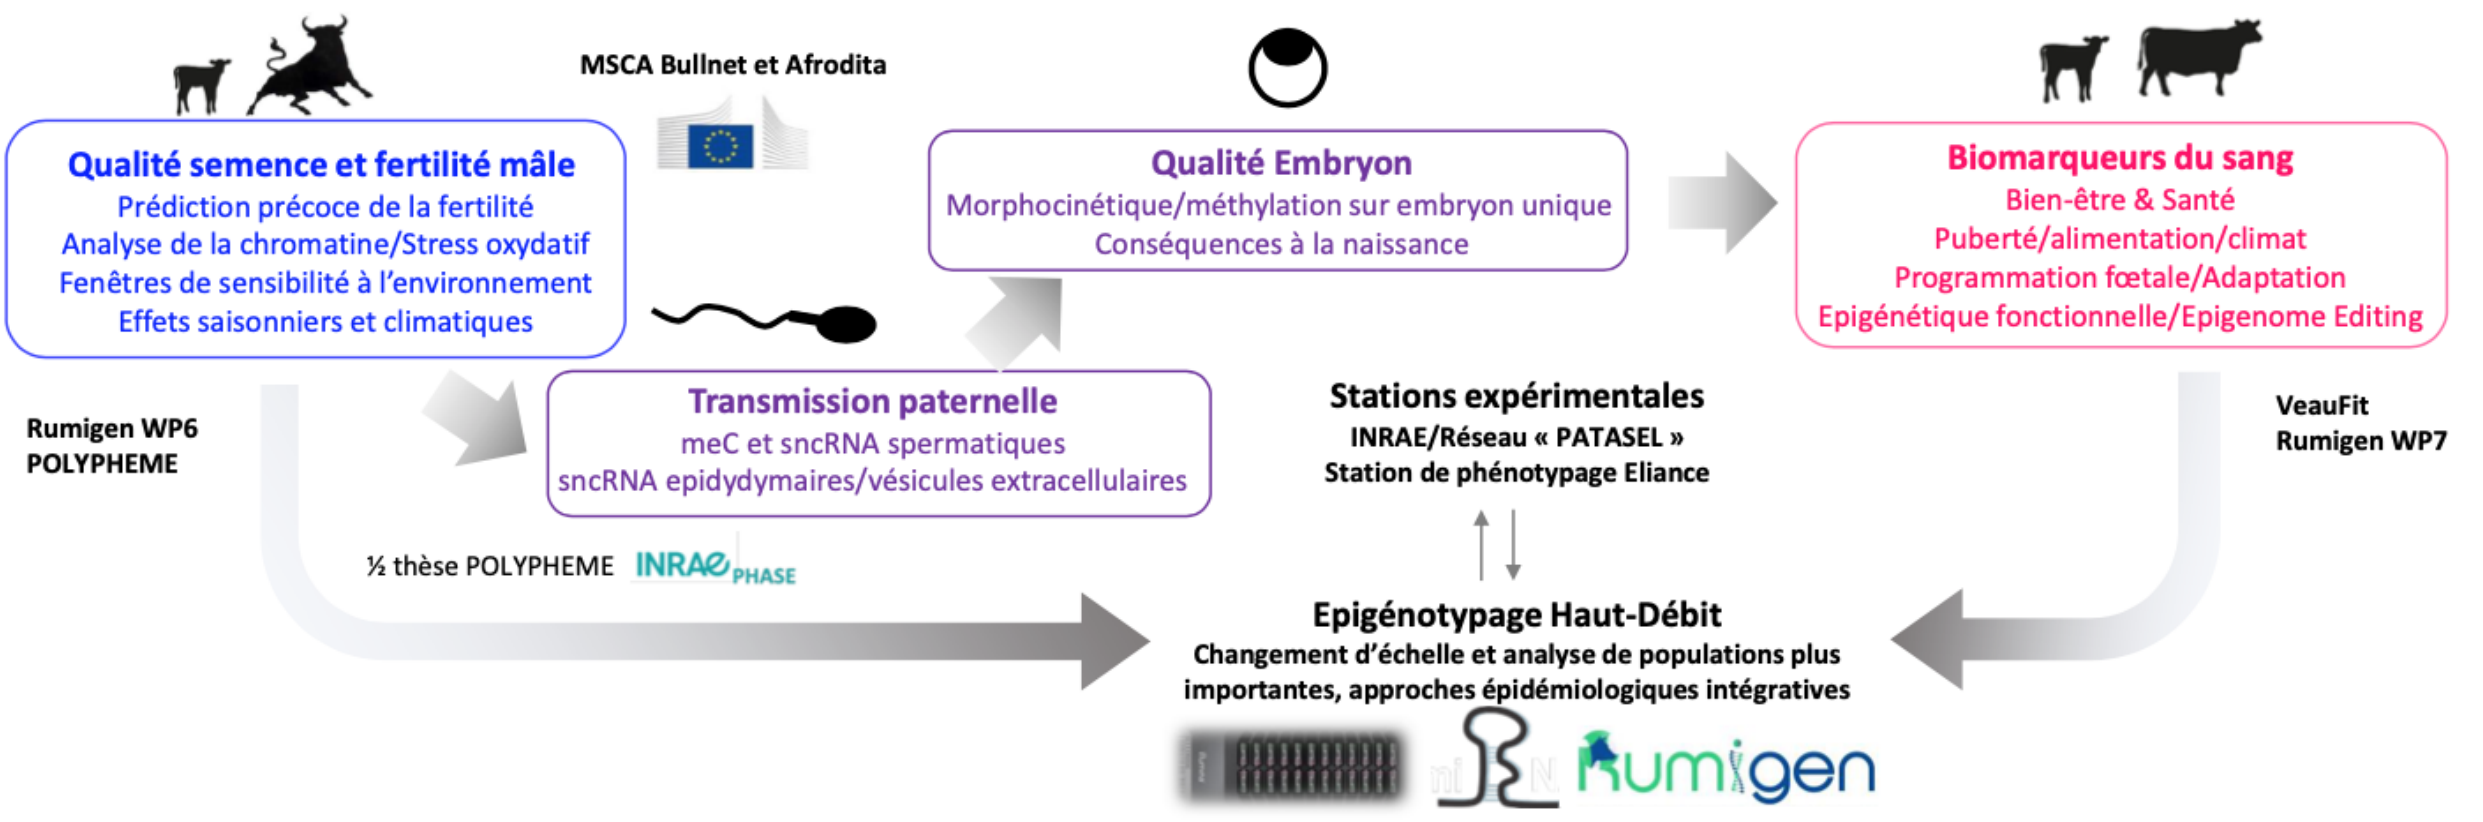 MSCA Bullnet et Afrodita
Qualité semence et fertilité mâle
Prédiction précoce de la fertilité
Analyse de la chromatine/Stress oxydatif
Fenêtres de sensibilité à l'environnement
Effets saisonniers et climatiques
Qualité Embryon
Morphocinétique/méthylation sur embryon unique
Conséquences à la naissance
Biomarqueurs du sang
Bien-être & Santé
Puberté/alimentation/climat
Programmation fœtale/Adaptation
Epigénétique fonctionnelle/Epigenome Editing
Transmission paternelle
meC et sncRNA spermatiques
sncRNA epidydymaires/vésicules extracellulaires
Rumigen WP6
POLYPHEME
Stations expérimentales
INRAE/Réseau « PATASEL »
Station de phénotypage Eliance
VeauFit
Rumigen WP7
½ thèse POLYPHEME
INRAE PHASE
Epigénotypage Haut-Débit
Changement d'échelle et analyse de populations plus
importantes, approches épidémiologiques intégratives
Rumigen